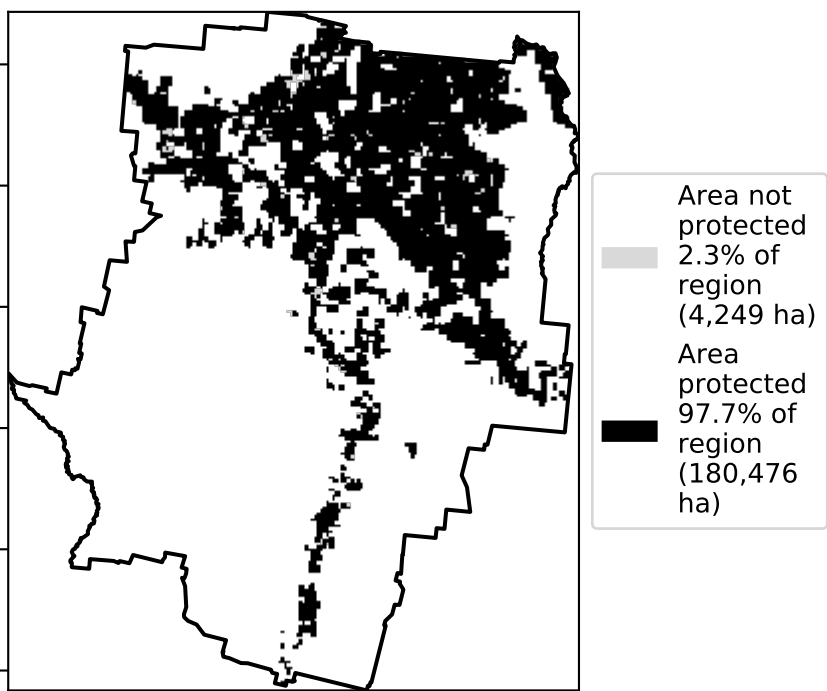 Area not
protected
2.3% of
region
(4,249 ha)
Area
protected
97.7% of
region
(180,476
ha)